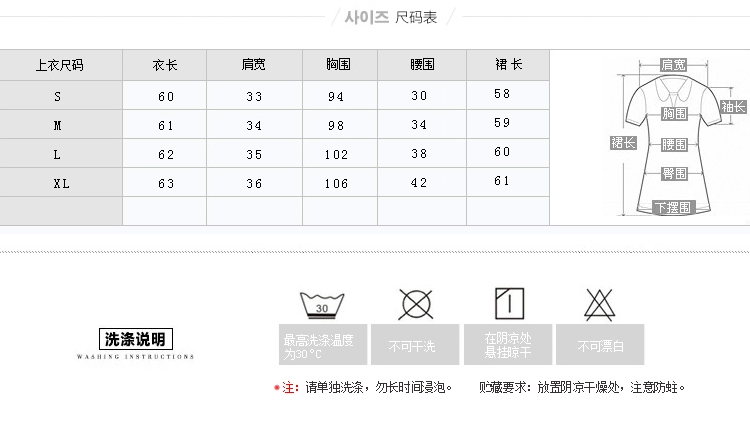 사이즈 尺码表
上衣尺码 衣长 肩宽 胸围 腰围 裙 长
S 60 33 94 30 58
M 61 34 98 34 59
L 62 35 102 38 60
XL 63 36 106 42 61
肩宽
袖长
胸围
裙长
腰围
臀围
下摆围
洗涤说明
WASHING INSTRUCTIONS
30
最高洗涤温度
为30°C
不可干洗
在阴凉处
悬挂晾干
不可漂白
注：请单独洗涤，勿长时间浸泡。 贮藏要求：放置阴凉干燥处，注意防蛀。